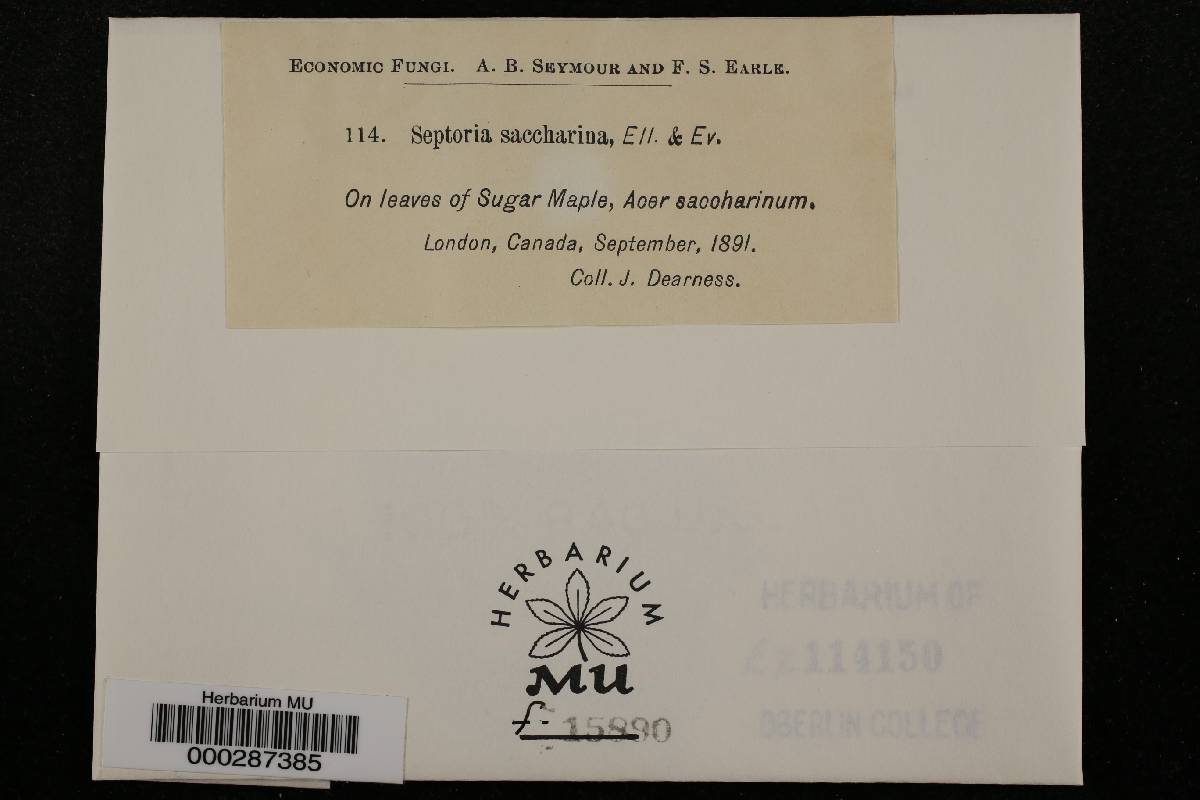 ECONOMIC FUNGI. A. B. SEYMOUR AND F. S. EARLE.
114. Septoria saccharina, Ell. & Ev.
On leaves of Sugar Maple, Acer saccharinum.
London, Canada, September, 1891.
Coll. J. Dearness.
HERBARIUM
MU
f. 15890
HERBARIUM OF
114150
OBERLIN COLLEGE
Herbarium MU
000287385